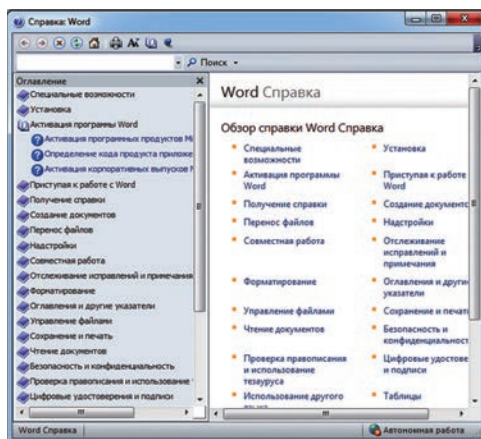 Справка: Word
Поиск
Оглавление
Специальные возможности
Установка
Активация программы Word
Активация программных продуктов Mi
Определение кода продукта приложе
Активация корпоративных выпусков M
Приступая к работе с Word
Получение справки
Создание документов
Перенос файлов
Надстройки
Совместная работа
Отслеживание исправлений и примечания
Форматирование
Оглавления и другие указатели
Управление файлами
Сохранение и печать
Чтение документов
Безопасность и конфиденциальность
Проверка правописания и использование
Цифровые удостоверения и подписи
Word Справка
Обзор справки Word Справка
Специальные
возможности
Установка
Активация программы
Word
Приступая к работе
Word
Получение справки
Создание документс
Перенос файлов
Надстройки
Совместная работа
Отслеживание
исправлений и
примечания
Форматирование
Оглавления и други
указатели
Управление файлами
Сохранение и печат
Чтение документов
Безопасность и
конфиденциальност
Проверка правописания
и использование
тезауруса
Цифровые удостове
и подписи
Использование другого
языка
Таблицы
Word Справка
Автономная работа